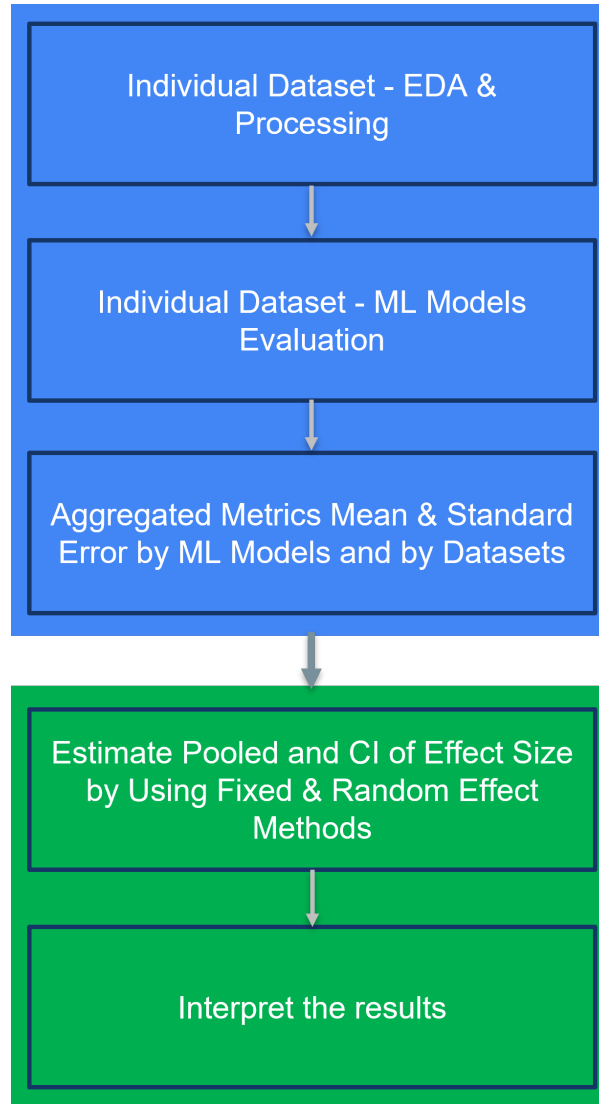 Individual Dataset - EDA &
Processing
Individual Dataset - ML Models
Evaluation
Aggregated Metrics Mean & Standard
Error by ML Models and by Datasets
Estimate Pooled and CI of Effect Size
by Using Fixed & Random Effect
Methods
Interpret the results